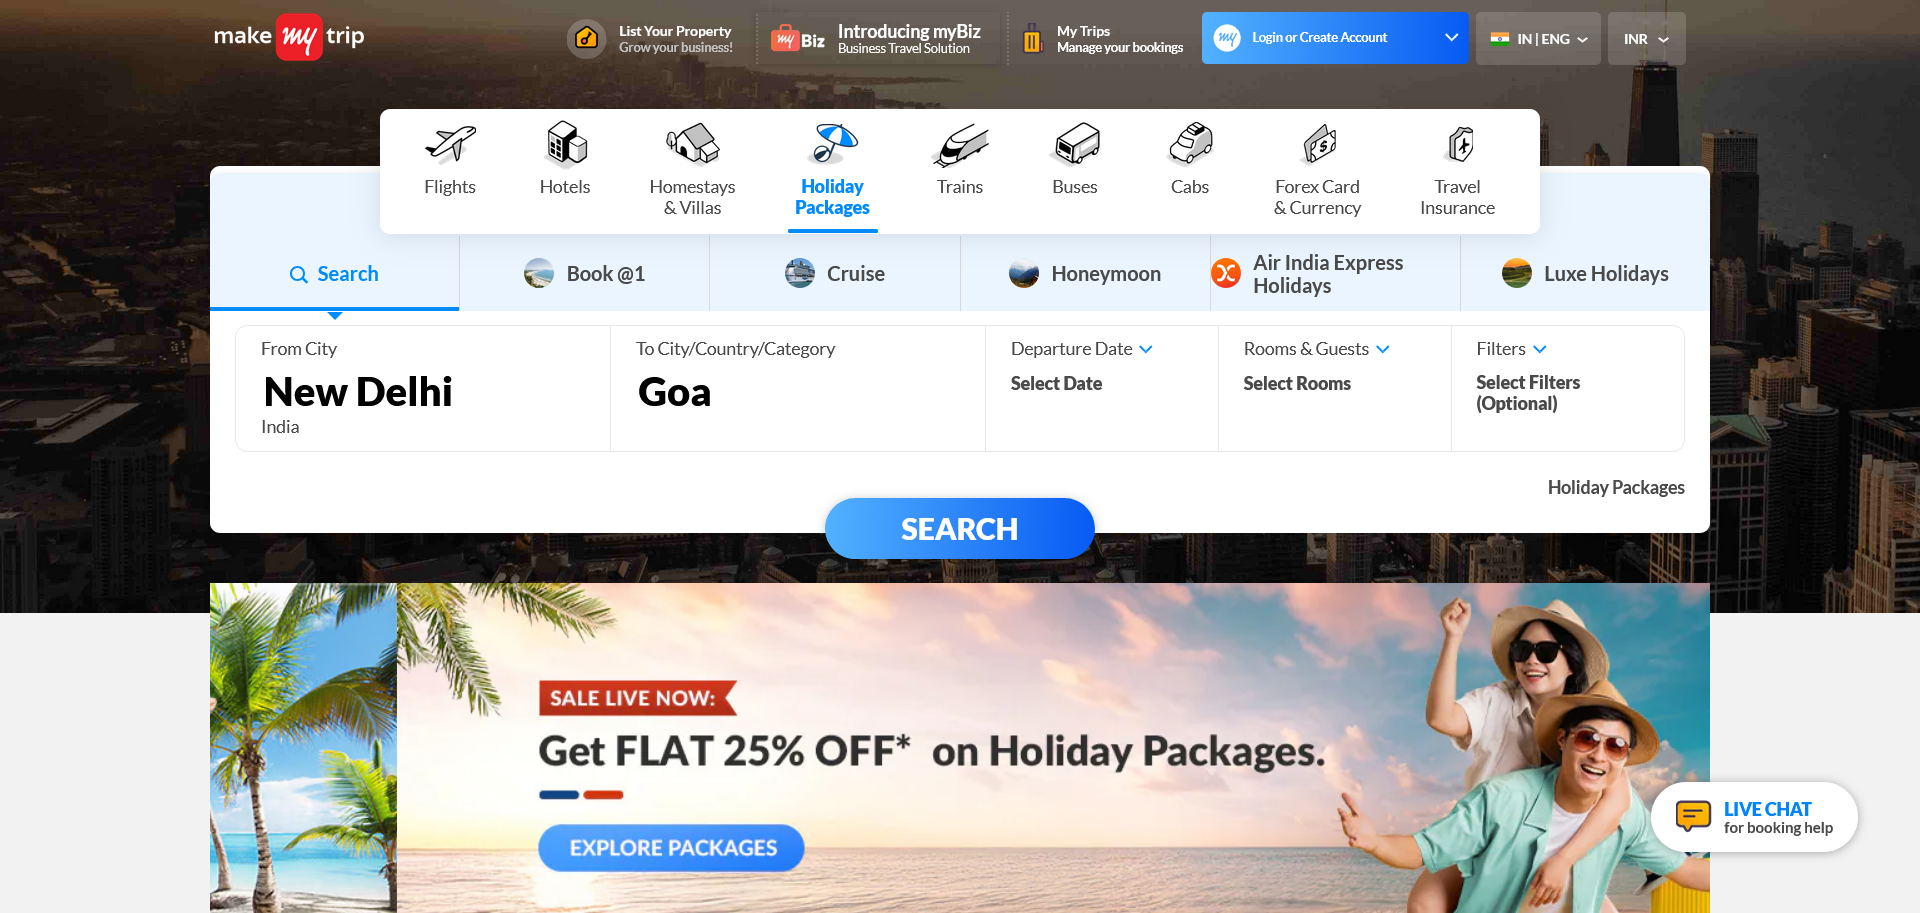 make my trip
List Your Property
Grow your business!
my Biz
Introducing myBiz
Business Travel Solution
My Trips
Manage your bookings
my
Login or Create Account
IN | ENG
INR
Flights
Hotels
Homestays
& Villas
Holiday
Packages
Trains
Buses
Cabs
Forex Card
& Currency
Travel
Insurance
Search
Book @1
Cruise
Honeymoon
Air India Express
Holidays
Luxe Holidays
From City
New Delhi
India
To City/Country/Category
Goa
Departure Date
Select Date
Rooms & Guests
Select Rooms
Filters
Select Filters
(Optional)
Holiday Packages
SEARCH
SALE LIVE NOW:
Get FLAT 25% OFF* on Holiday Packages.
EXPLORE PACKAGES
LIVE CHAT
for booking help